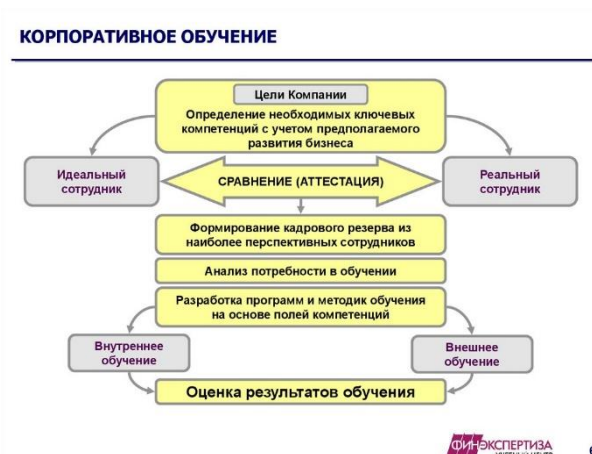 КОРПОРАТИВНОЕ ОБУЧЕНИЕ
Цели Компании
Определение необходимых ключевых
компетенций с учетом предполагаемого
развития бизнеса
Идеальный
сотрудник
СРАВНЕНИЕ (АТТЕСТАЦИЯ)
Реальный
сотрудник
Формирование кадрового резерва из
наиболее перспективных сотрудников
Анализ потребности в обучении
Разработка программ и методик обучения
на основе полей компетенций
Внутреннее
обучение
Внешнее
обучение
Оценка результатов обучения
ФИНЭКСПЕРТИЗА